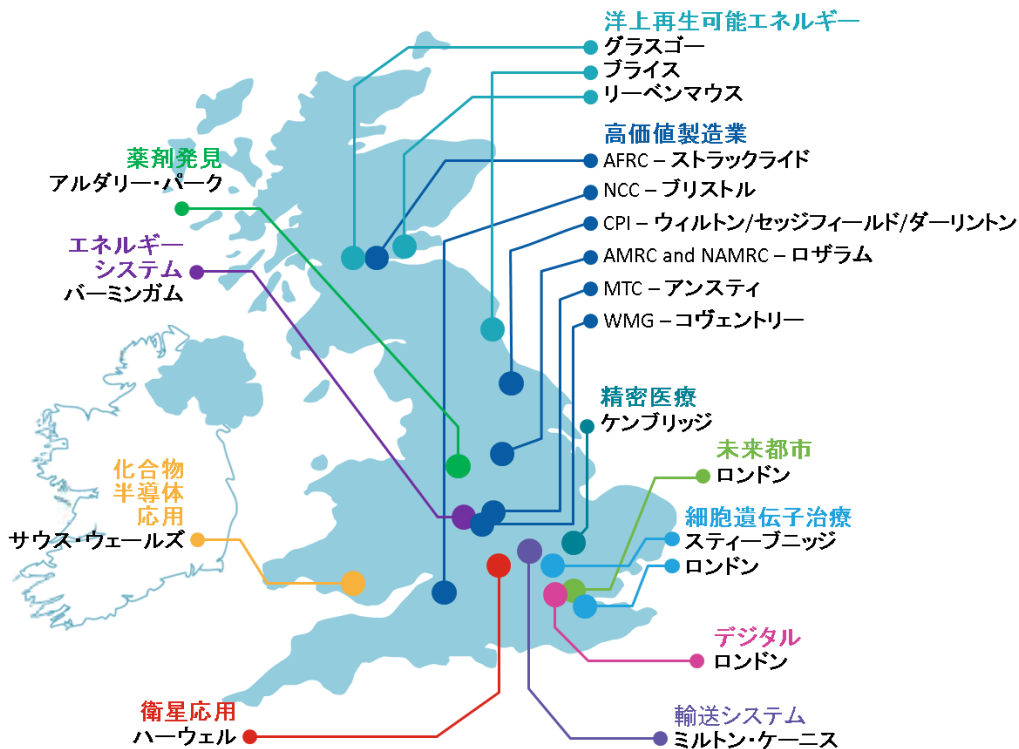 洋上再生可能エネルギー
グラスゴー
ブライス
リーベンマウス
高価値製造業
AFRC – ストラックライド
NCC – ブリストル
CPI – ウィルトン/セッジフィールド/ダーリントン
AMRC and NAMRC – ロザラム
MTC – アンスティ
WMG – コヴェントリー
薬剤発見
アルダリー・パーク
エネルギー
システム
バーミンガム
精密医療
ケンブリッジ
未来都市
ロンドン
化合物
半導体
応用
サウス・ウェールズ
細胞遺伝子治療
スティーブニッジ
ロンドン
デジタル
ロンドン
衛星応用
ハーウェル
輸送システム
ミルトン・ケーニス